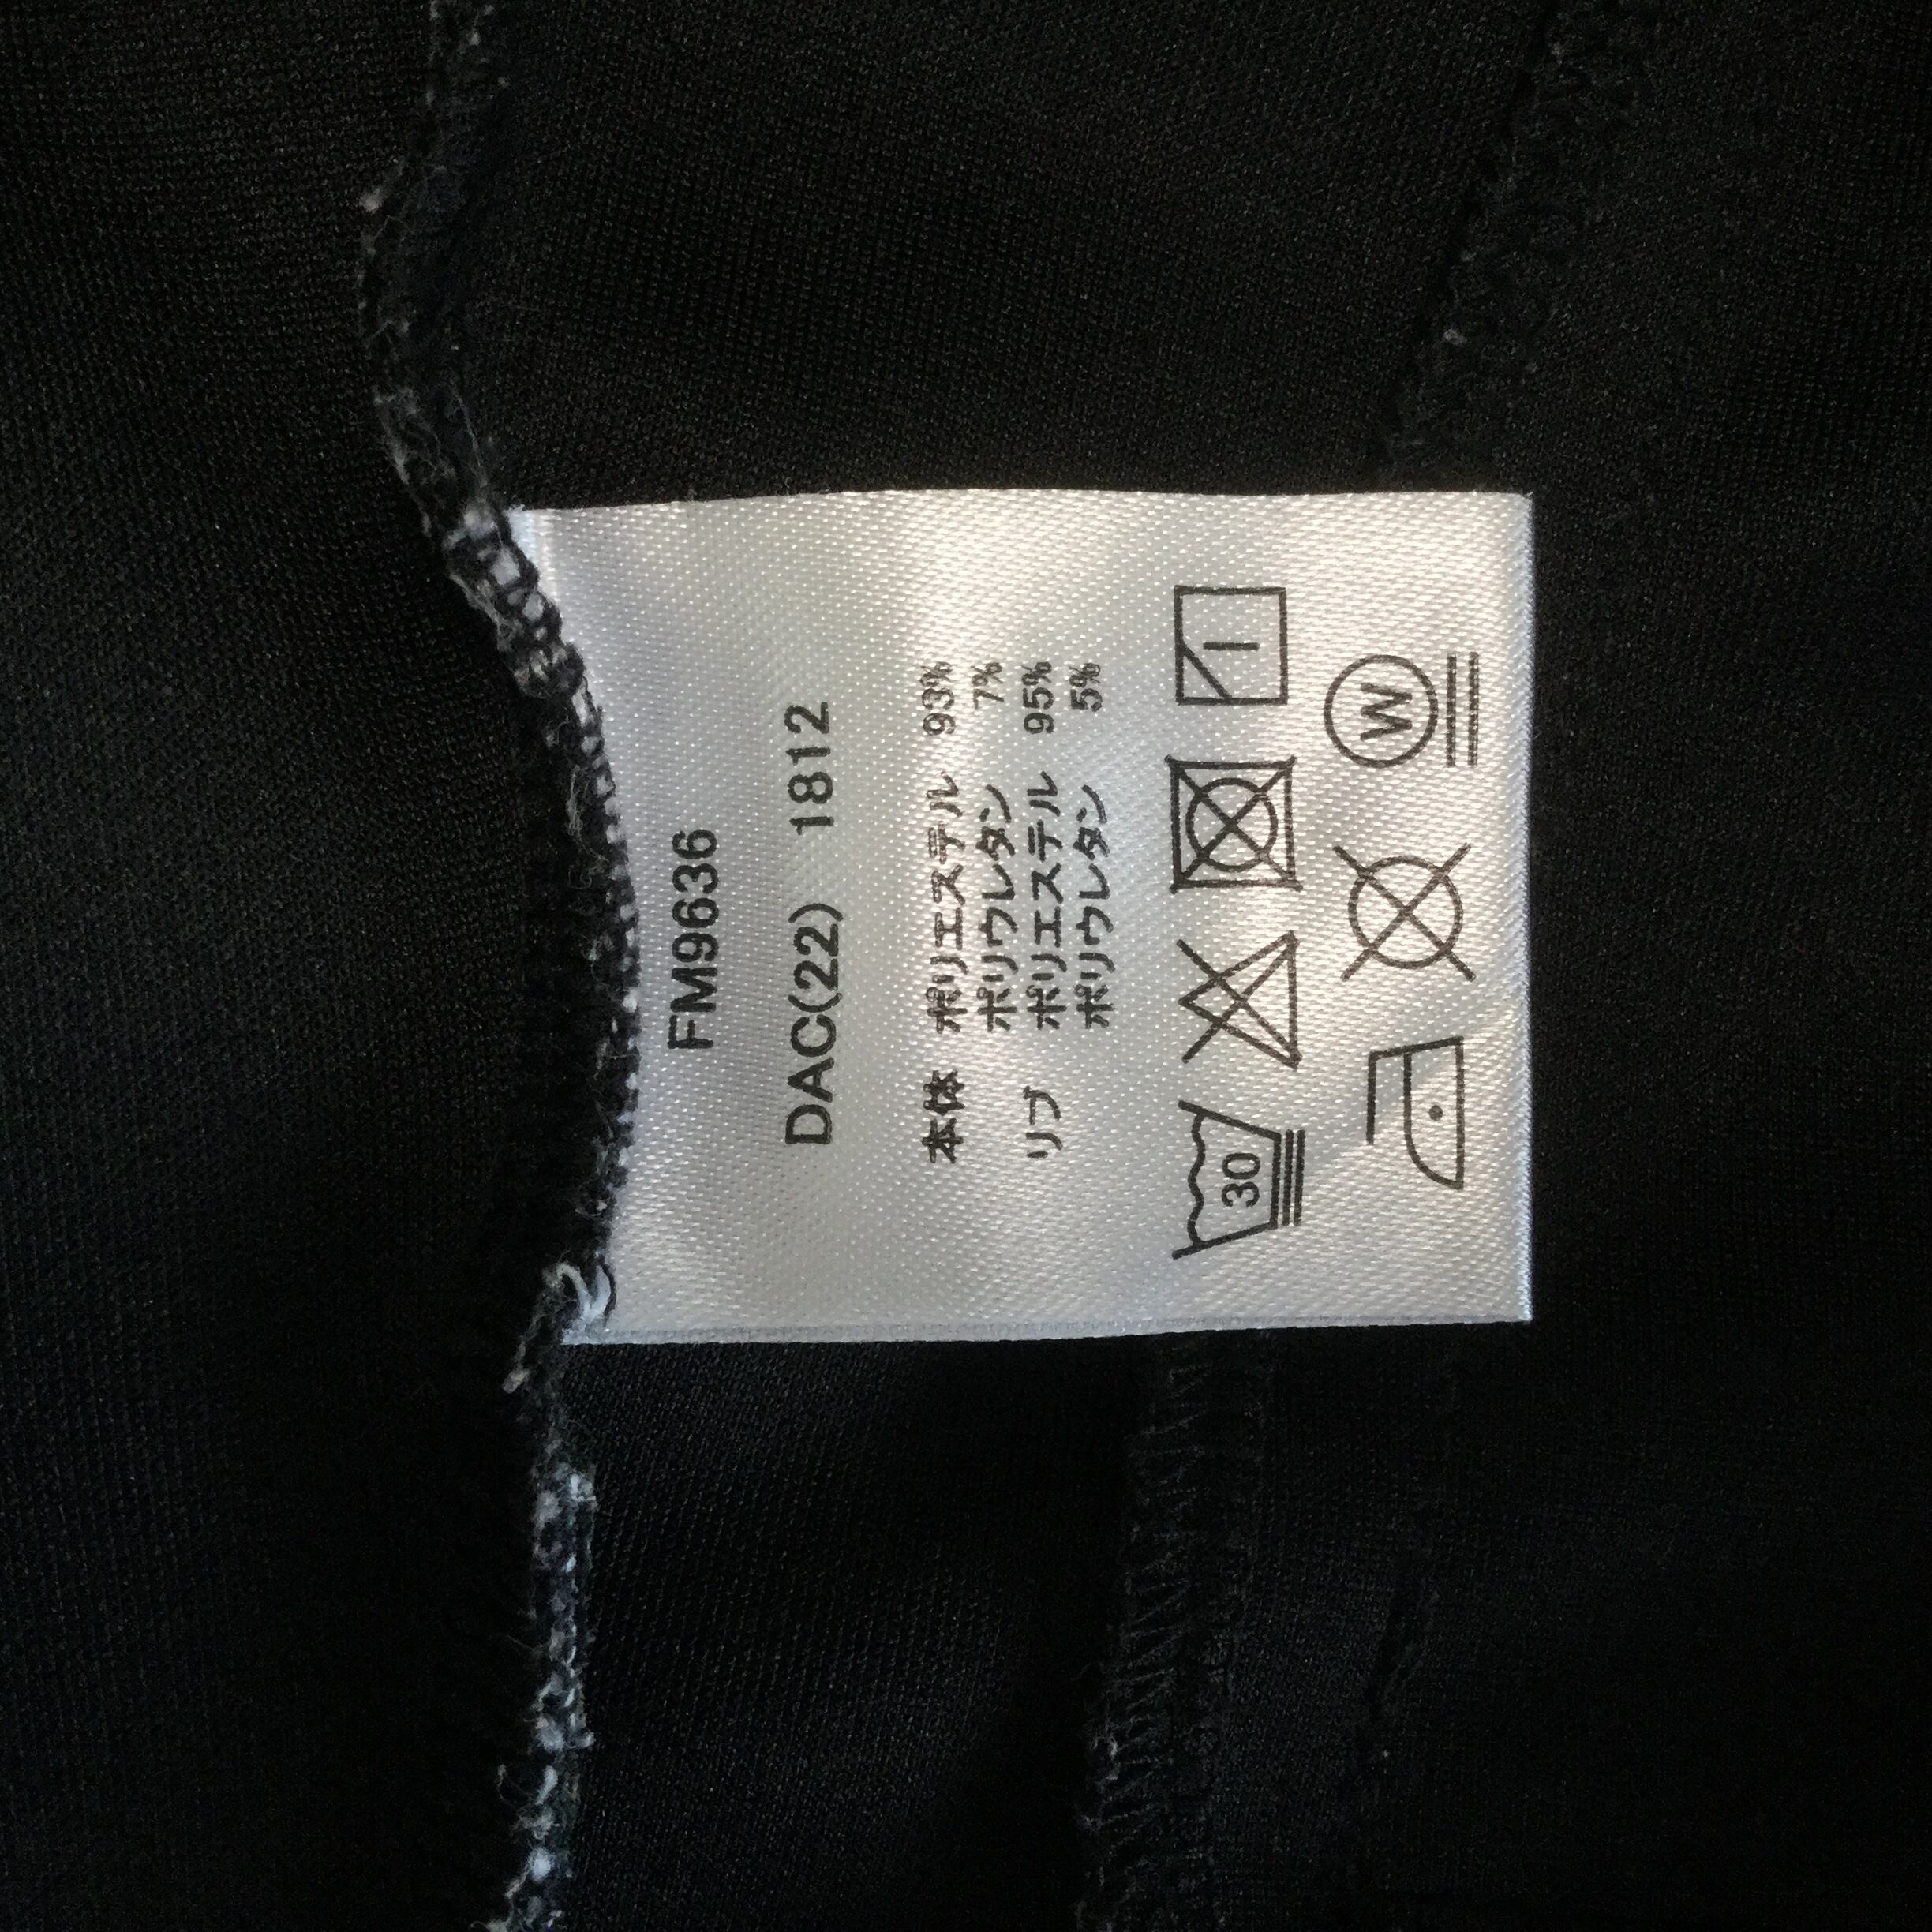 FM9636
DAC(22) 1812
本体 ポリエステル 93%
ポリウレタン 7%
リブ ポリエステル 95%
ポリウレタン 5%
30
W